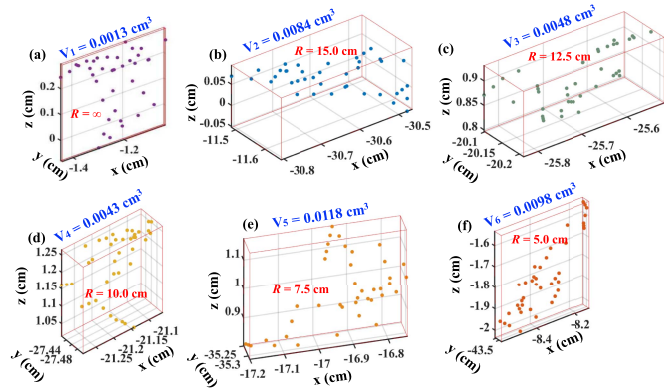 (a)
V₁ = 0.0013 cm³
R = ∞
z (cm)
0.2
0.1
0
y (cm)
-1.4
-1.2
x (cm)
(b)
V₂ = 0.0084 cm³
R = 15.0 cm
z (cm)
0.05
0
-0.05
-11.5
-11.6
y (cm)
-30.8
-30.7
-30.6
-30.5
x (cm)
(c)
V₃ = 0.0048 cm³
R = 12.5 cm
z (cm)
0.9
0.85
0.8
-20.1
-20.15
-20.2
y (cm)
-25.8
-25.7
-25.6
x (cm)
(d)
V₄ = 0.0043 cm³
R = 10.0 cm
z (cm)
1.25
1.2
1.15
1.1
1.05
-27.44
-27.48
y (cm)
-21.25
-21.2
-21.15
-21.1
x (cm)
(e)
V₅ = 0.0118 cm³
R = 7.5 cm
z (cm)
1.1
1
0.9
-35.25
-35.3
y (cm)
-17.2
-17.1
-17
-16.9
-16.8
x (cm)
(f)
V₆ = 0.0098 cm³
R = 5.0 cm
z (cm)
-1.6
-1.7
-1.8
-1.9
-2
-43.5
y (cm)
-8.4
-8.2
x (cm)